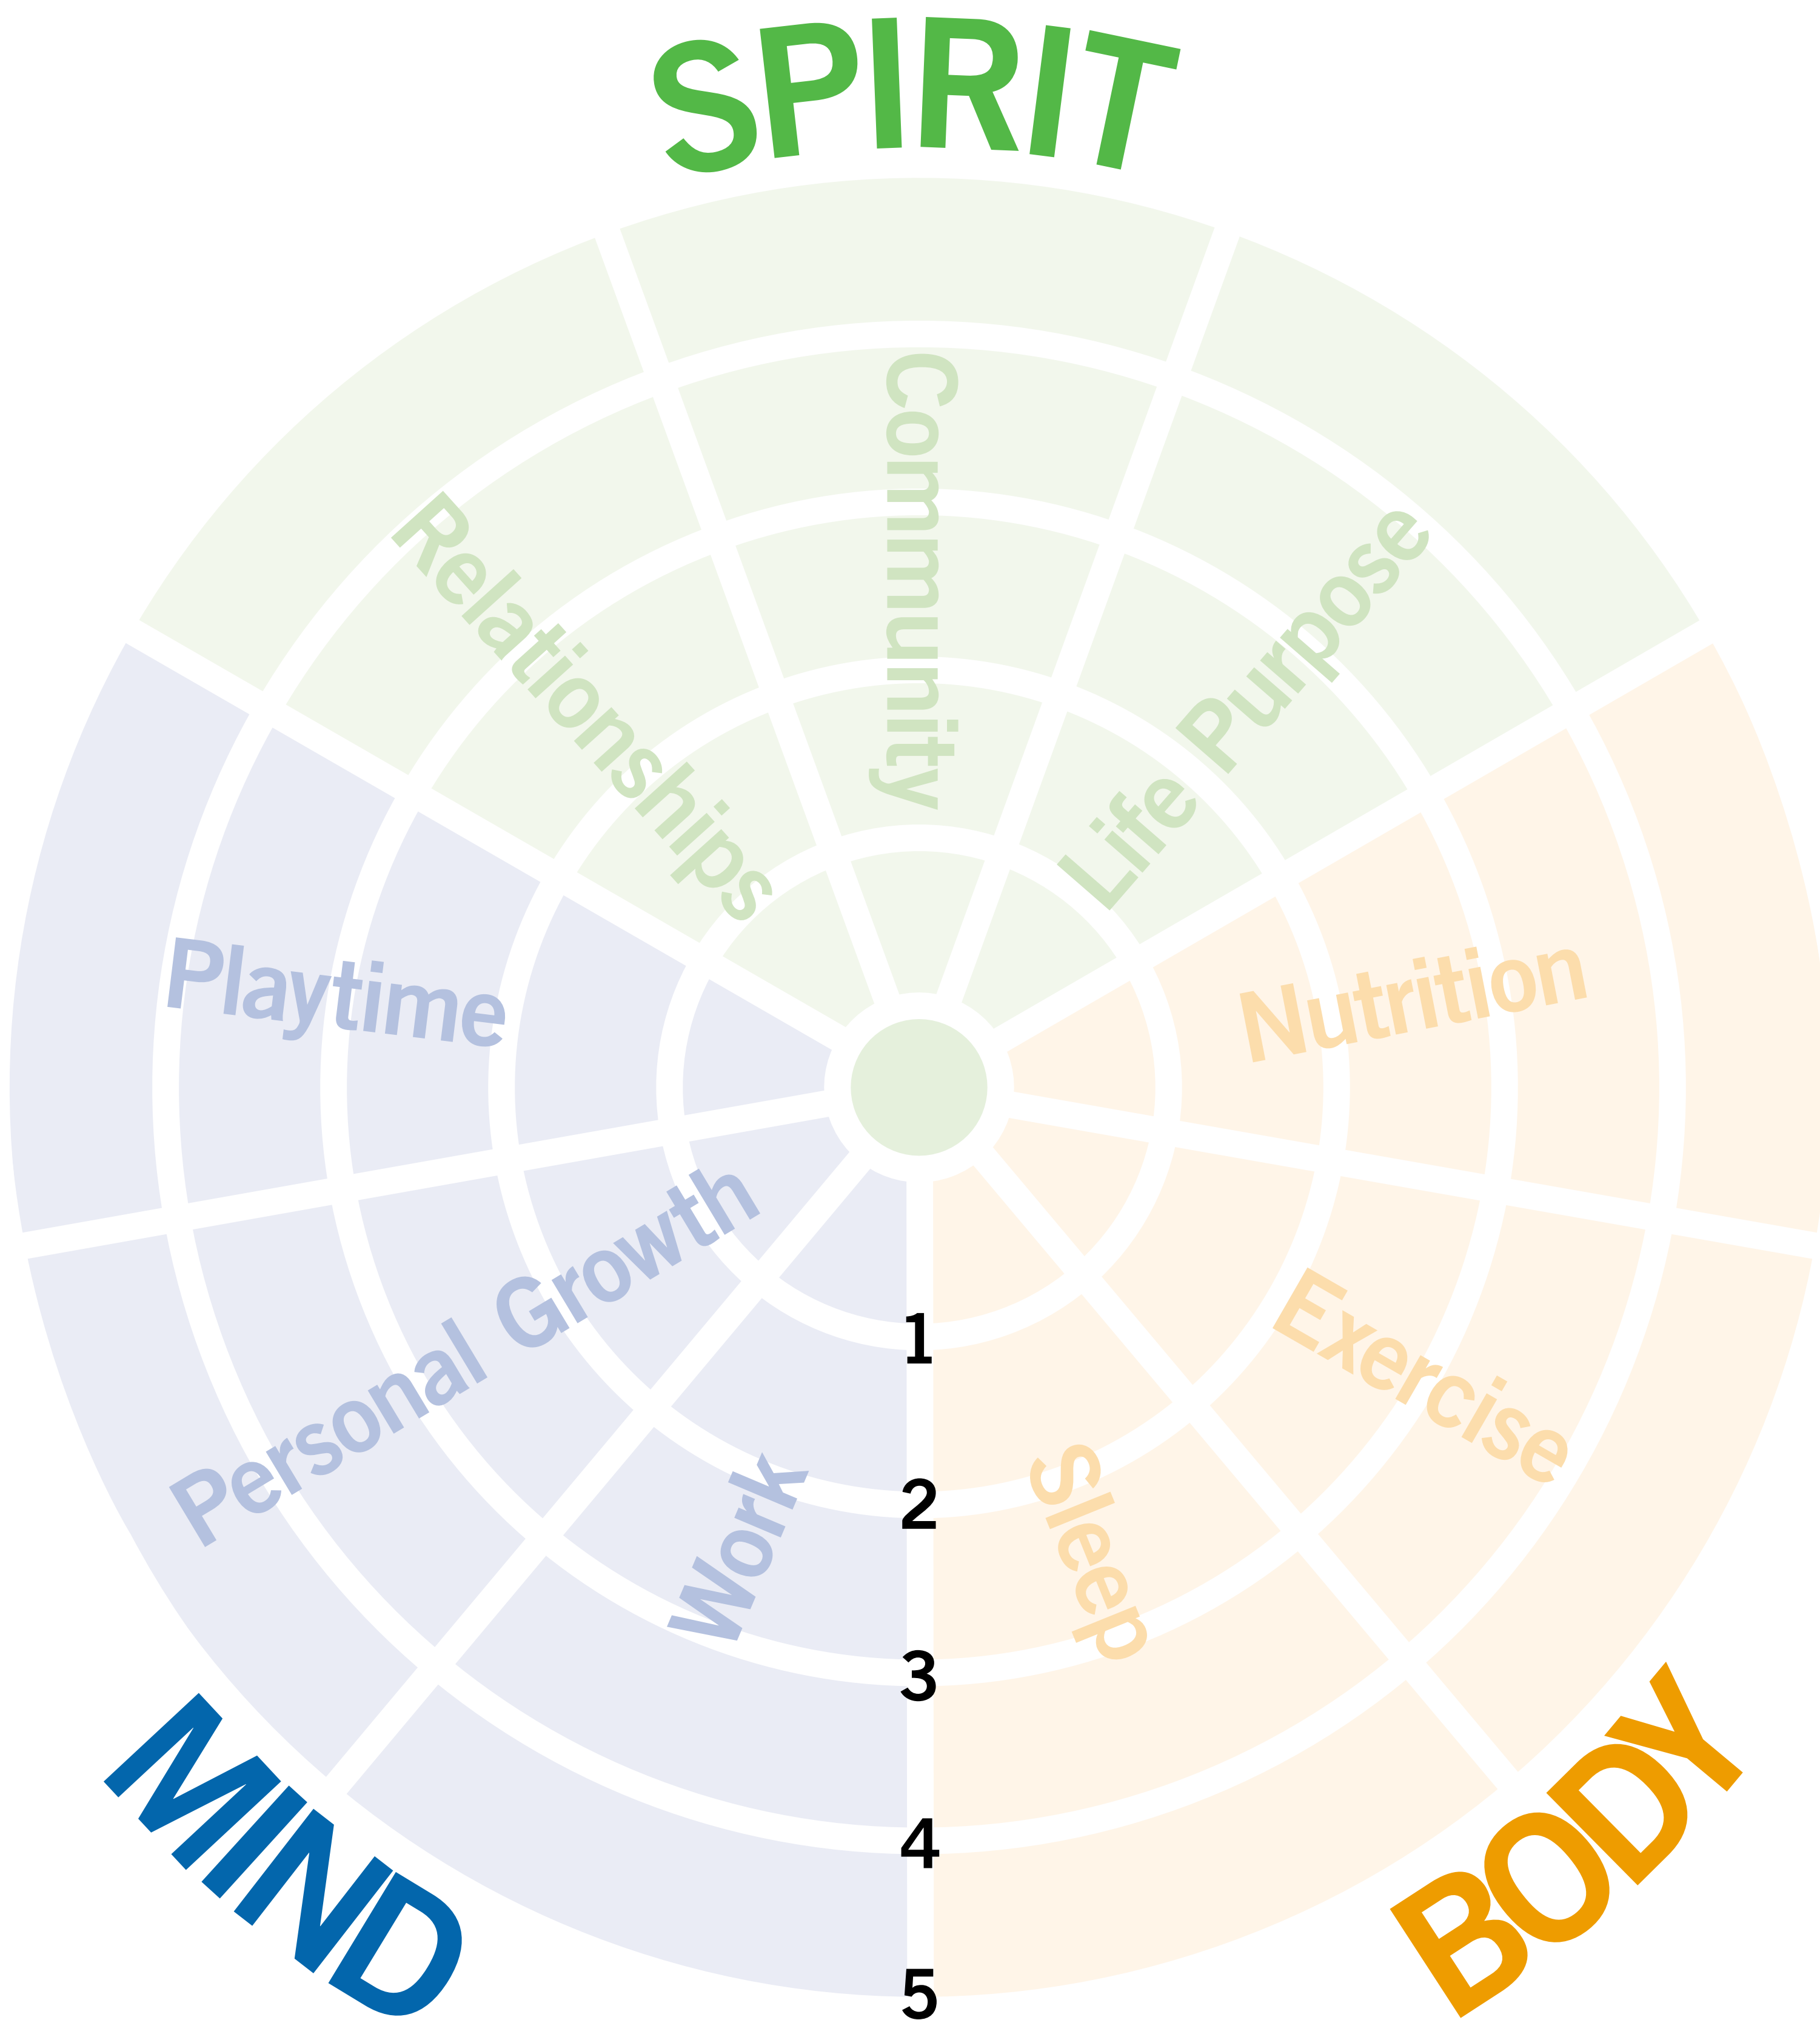 SPIRIT
Relationships
Community
Life Purpose
Playtime
Nutrition
Personal Growth
Exercise
Work
Sleep
1
2
3
4
5
MIND
BODY